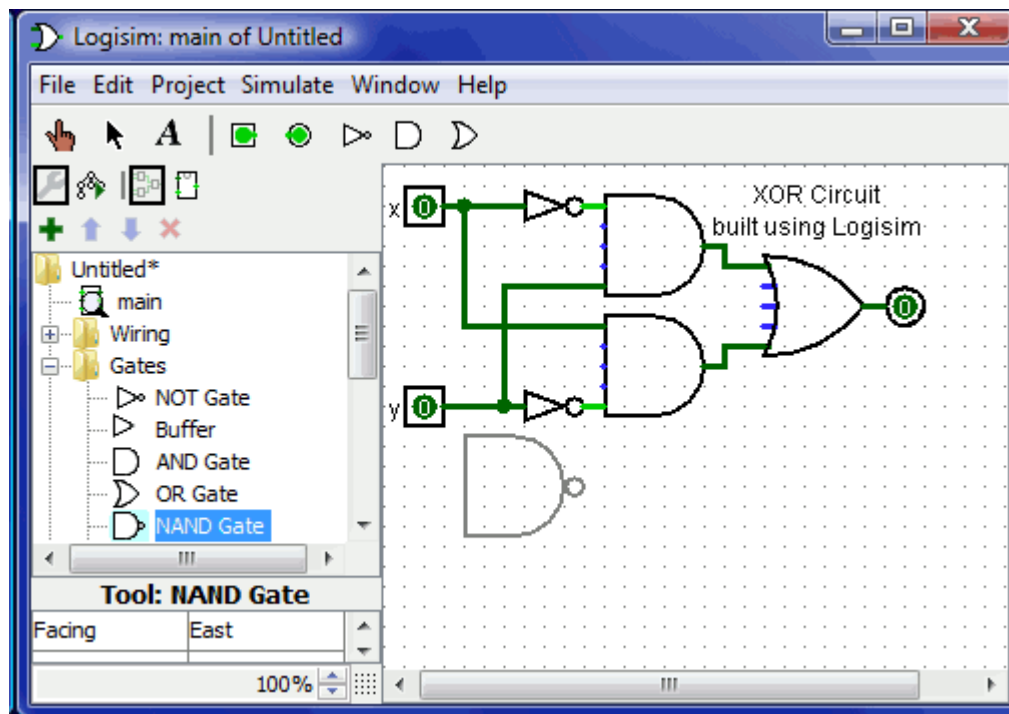 Logisim: main of Untitled
File Edit Project Simulate Window Help
A
x 0
XOR Circuit
built using Logisim
0
y 0
Untitled*
main
Wiring
Gates
NOT Gate
Buffer
AND Gate
OR Gate
NAND Gate
Tool: NAND Gate
Facing East
100%